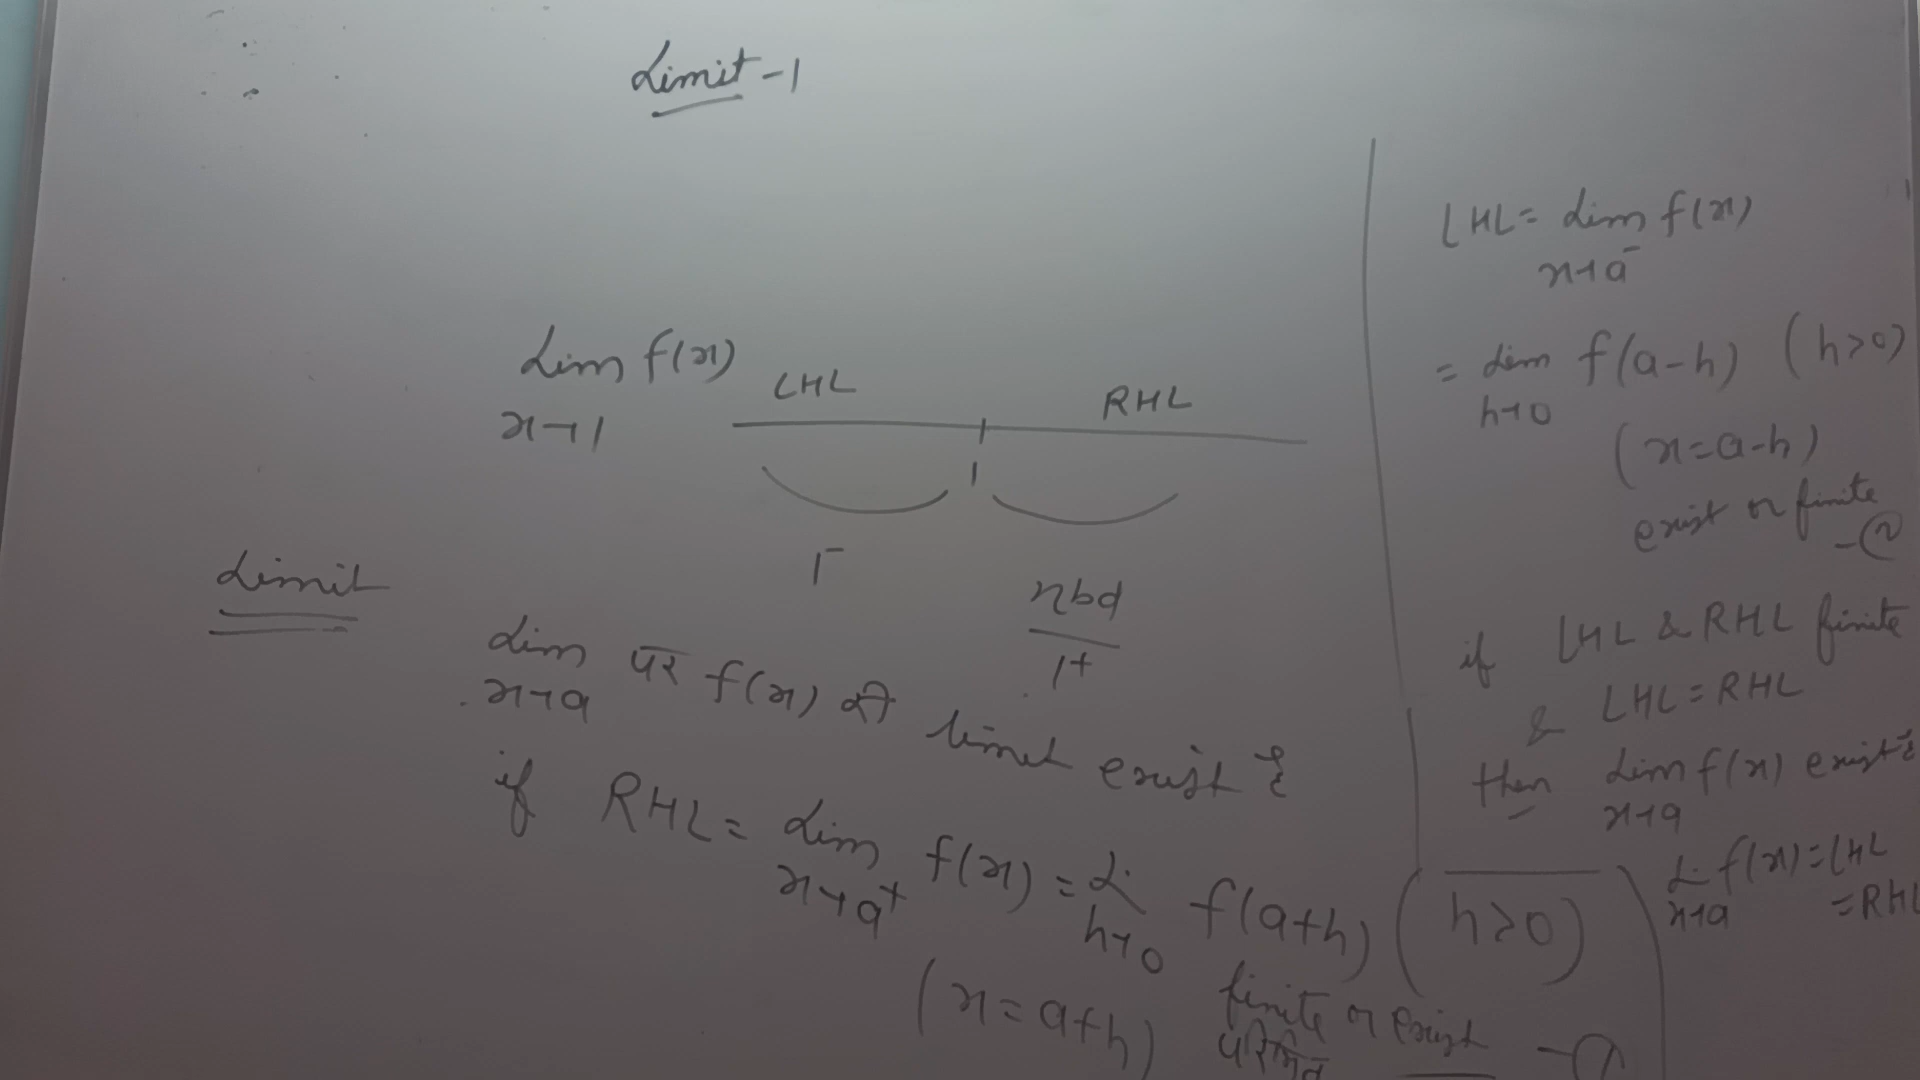 Limit-1
Lim f(x)
x→1
LHL
RHL
1
1⁻
nbd
1+
Limit
Lim पर f(x) की limit exist है
x→a
if RHL = Lim f(x) = L f(a+h) (h>0)
x→a⁺ h→0
(x=a+h) finite or exist
परिमित
LHL = Lim f(x)
x→a⁻
= Lim f(a-h) (h>0)
h→0
(x=a-h)
exist or finite
-②
if LHL & RHL finite
& LHL=RHL
then Lim f(x) exist है
x→a
L f(x)=LHL
x→a =RHL